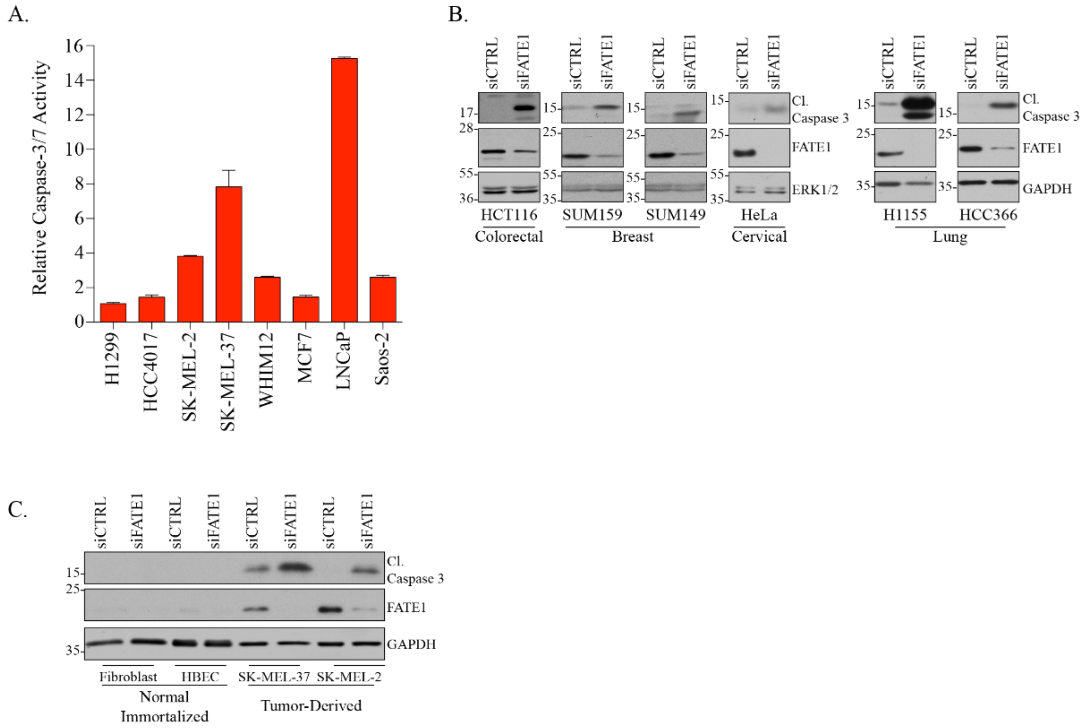 A.
Relative Caspase-3/7 Activity
16
14
12
10
8
6
4
2
0
H1299
HCC4017
SK-MEL-2
SK-MEL-37
WHIM12
MCF7
LNCaP
Saos-2
B.
siCTRL siFATE1 siCTRL siFATE1 siCTRL siFATE1 siCTRL siFATE1 siCTRL siFATE1 siCTRL siFATE1
17 15 15 15 Cl. Caspase 3 15 15 Cl. Caspase 3
28 25 25 25 FATE1 25 25 FATE1
55 55 55 55
36 35 35 35 ERK1/2 35 35 GAPDH
HCT116 SUM159 SUM149 HeLa H1155 HCC366
Colorectal Breast Cervical Lung
C.
siCTRL siFATE1 siCTRL siFATE1 siCTRL siFATE1 siCTRL siFATE1
15 Cl. Caspase 3
25 FATE1
35 GAPDH
Fibroblast HBEC SK-MEL-37 SK-MEL-2
Normal Immortalized Tumor-Derived